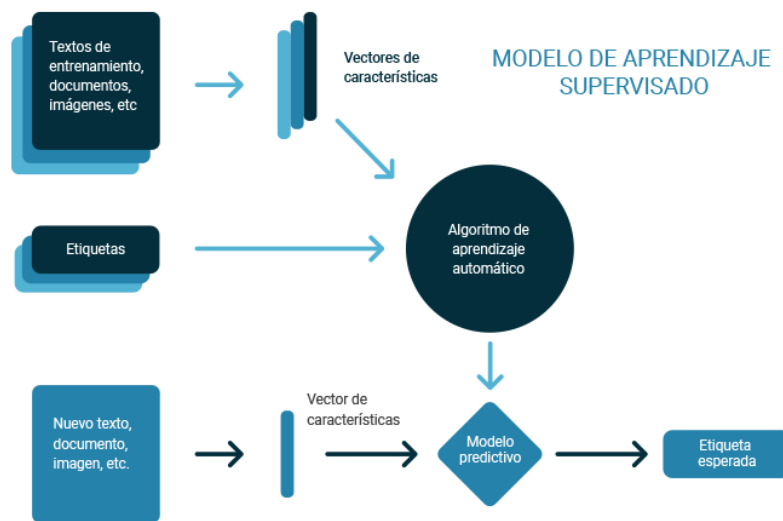 Textos de
entrenamiento,
documentos,
imágenes, etc
Vectores de
características
MODELO DE APRENDIZAJE
SUPERVISADO
Etiquetas
Algoritmo de
aprendizaje
automático
Nuevo texto,
documento,
imagen, etc.
Vector de
características
Modelo
predictivo
Etiqueta
esperada